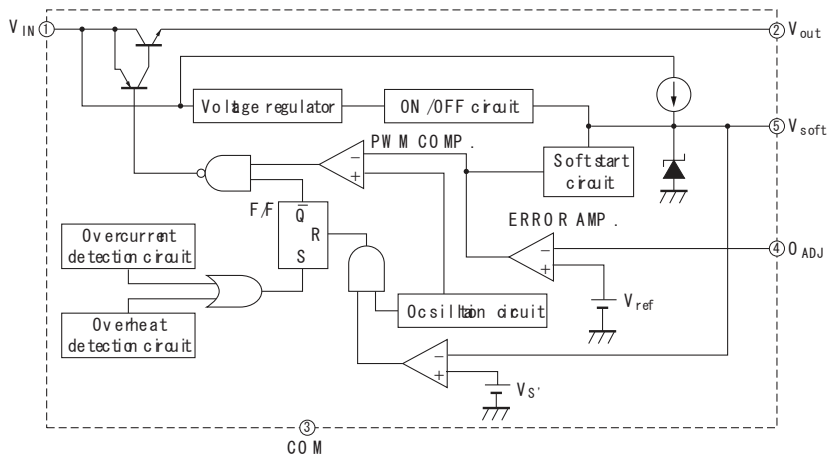 V IN ① ② V out
Voltage regulator ON/OFF circuit
⑤ V soft
PWM COMP.
−
+
Soft start
circuit
F/F Q̅
R
S
Overcurrent
detection circuit
ERROR AMP.
−
+
④ O ADJ
V ref
Overheat
detection circuit
Ocsillation circuit
−
+
V S'
③
COM